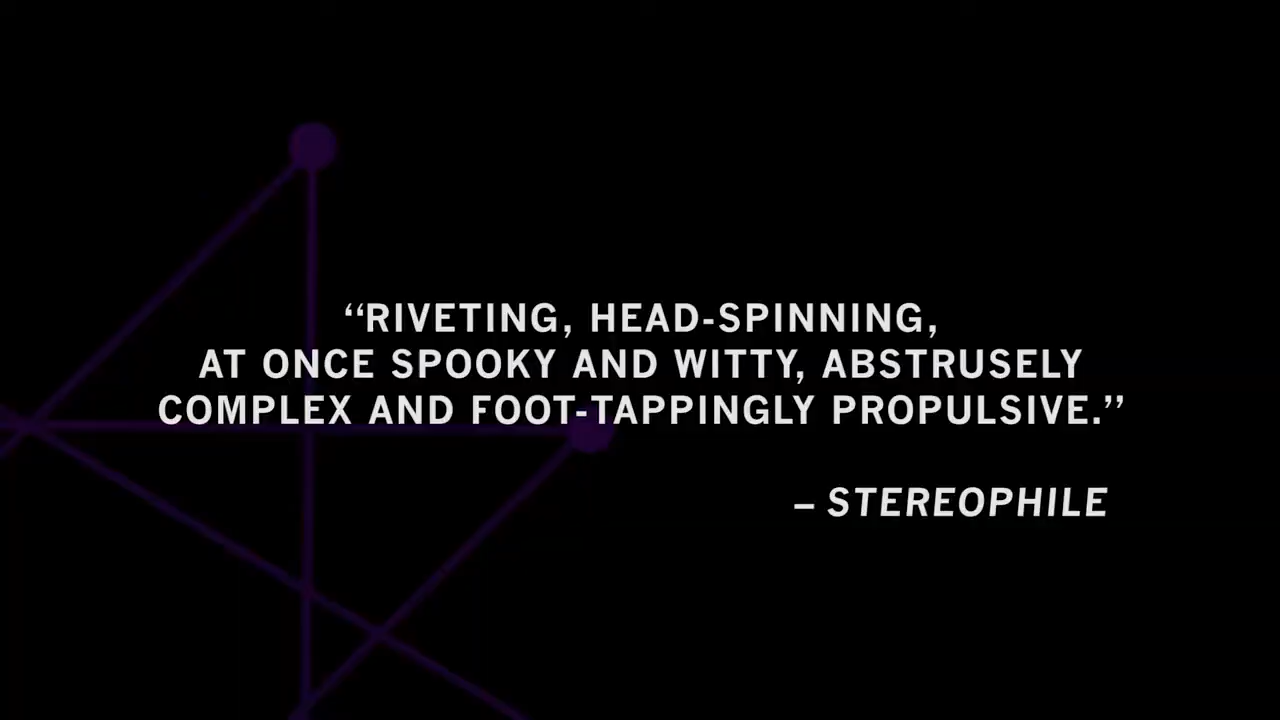 “RIVETING, HEAD-SPINNING,
AT ONCE SPOOKY AND WITTY, ABSTRUSELY
COMPLEX AND FOOT-TAPPINGLY PROPULSIVE.”
– STEREOPHILE